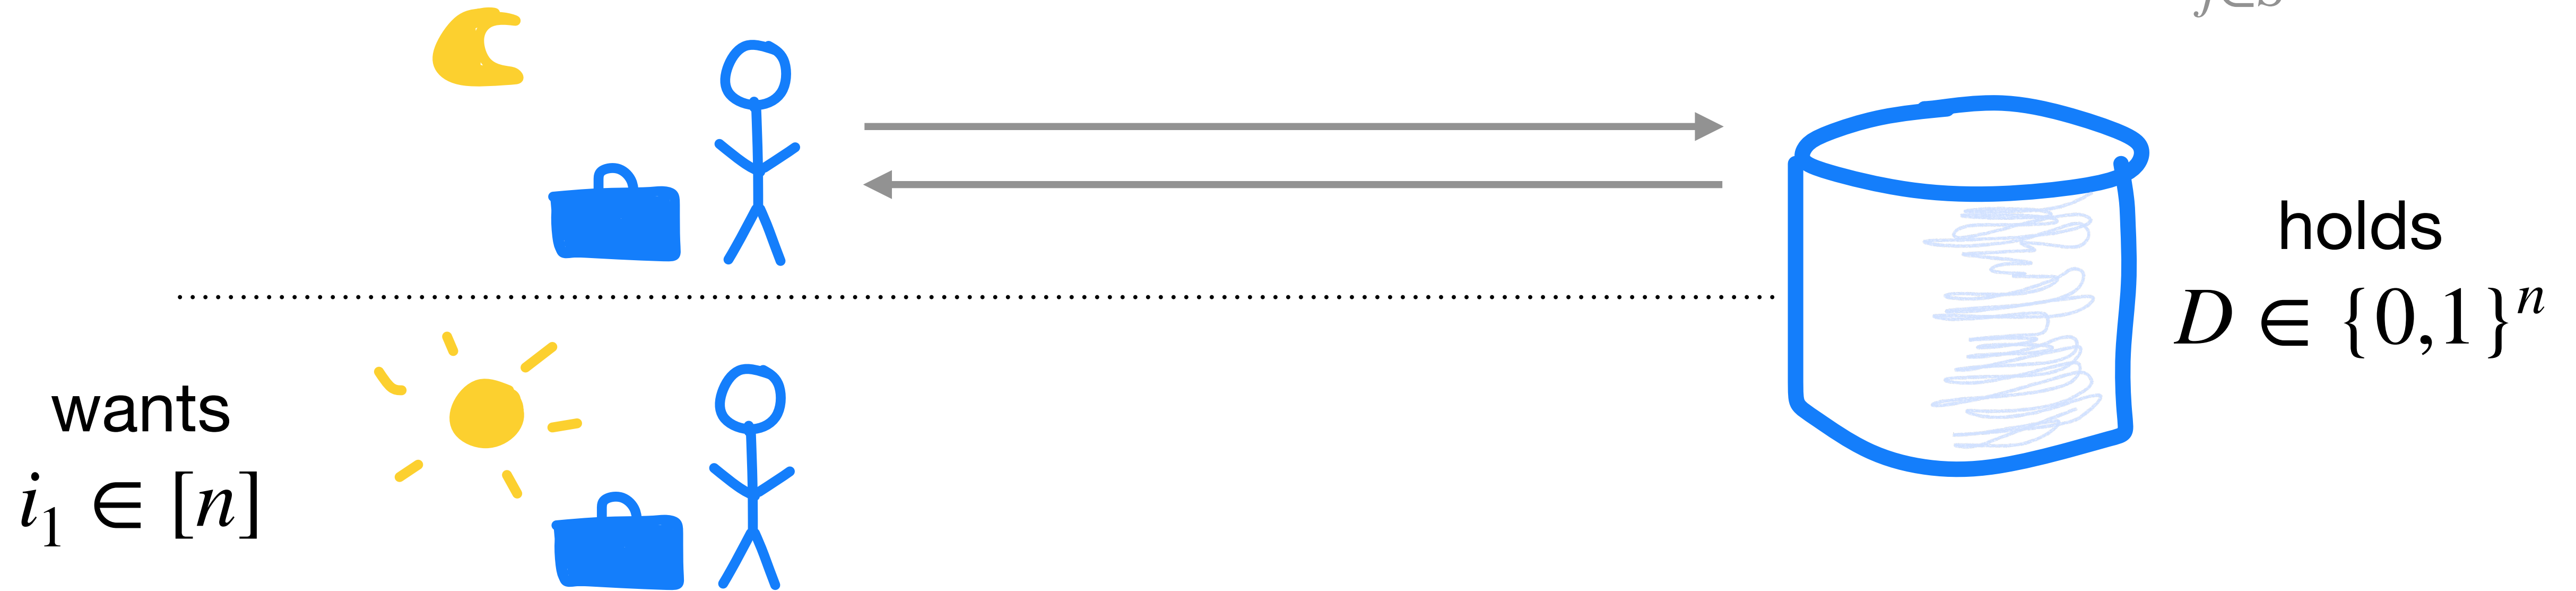 j∈S
holds
D ∈ {0,1}ⁿ
wants
i₁ ∈ [n]